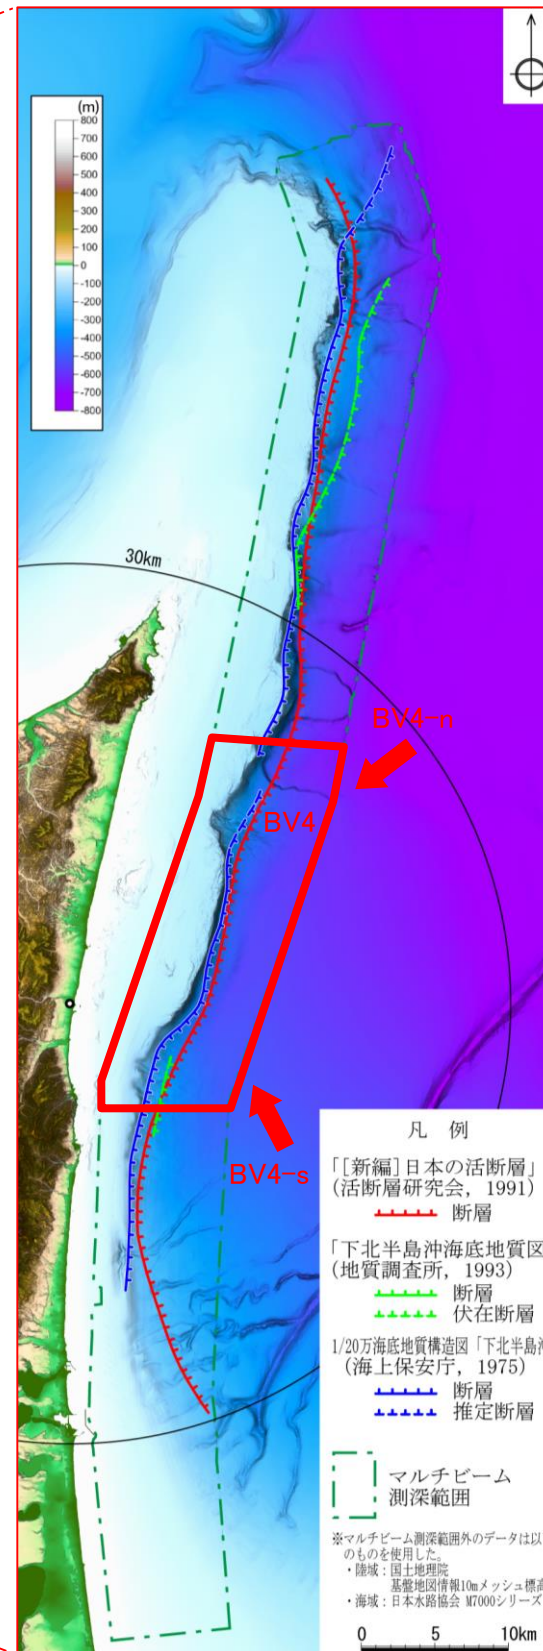 (m)
800
700
600
500
400
300
200
100
0
-100
-200
-300
-400
-500
-600
-700
-800
30km
BV4-n
BV4
BV4-s
凡 例
「[新編]日本の活断層」
(活断層研究会, 1991)
断層
「下北半島沖海底地質図
(地質調査所, 1993)
断層
伏在断層
1/20万海底地質構造図「下北半島沖
(海上保安庁, 1975)
断層
推定断層
マルチビーム
測深範囲
※マルチビーム測深範囲外のデータは以
のものを使用した。
・陸域：国土地理院
基盤地図情報10mメッシュ標高
・海域：日本水路協会 M7000シリーズ
0 5 10km